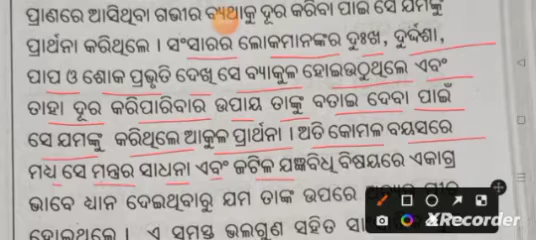 ପ୍ରାଣରେ ଆସିଥିବା ଗଭୀର ବ୍ୟଥାକୁ ଦୂର କରିବା ପାଇଁ ସେ ଯମଙ୍କୁ
ପ୍ରାର୍ଥନା କରିଥିଲେ । ସଂସାରର ଲୋକମାନଙ୍କର ଦୁଃଖ, ଦୁର୍ଦ୍ଦଶା,
ପାପ ଓ ଶୋକ ପ୍ରଭୃତି ଦେଖି ସେ ବ୍ୟାକୁଳ ହୋଇଉଠୁଥିଲେ ଏବଂ
ତାହା ଦୂର କରିପାରିବାର ଉପାୟ ତାଙ୍କୁ ବତାଇ ଦେବା ପାଇଁ
ସେ ଯମଙ୍କୁ କରିଥିଲେ ଆକୁଳ ପ୍ରାର୍ଥନା । ଅତି କୋମଳ ବୟସରେ
ମଧ୍ୟ ସେ ମନ୍ତ୍ରର ସାଧନା ଏବଂ ଜଟିଳ ଯଜ୍ଞବିଧି ବିଷୟରେ ଏକାଗ୍ର
ଭାବେ ଧ୍ୟାନ ଦେଇଥିବାରୁ ଯମ ତାଙ୍କ ଉପରେ
ହୋଇଥିଲେ । ଏ ସମସ୍ତ ଭଲଗୁଣ ସହିତ
XRecorder